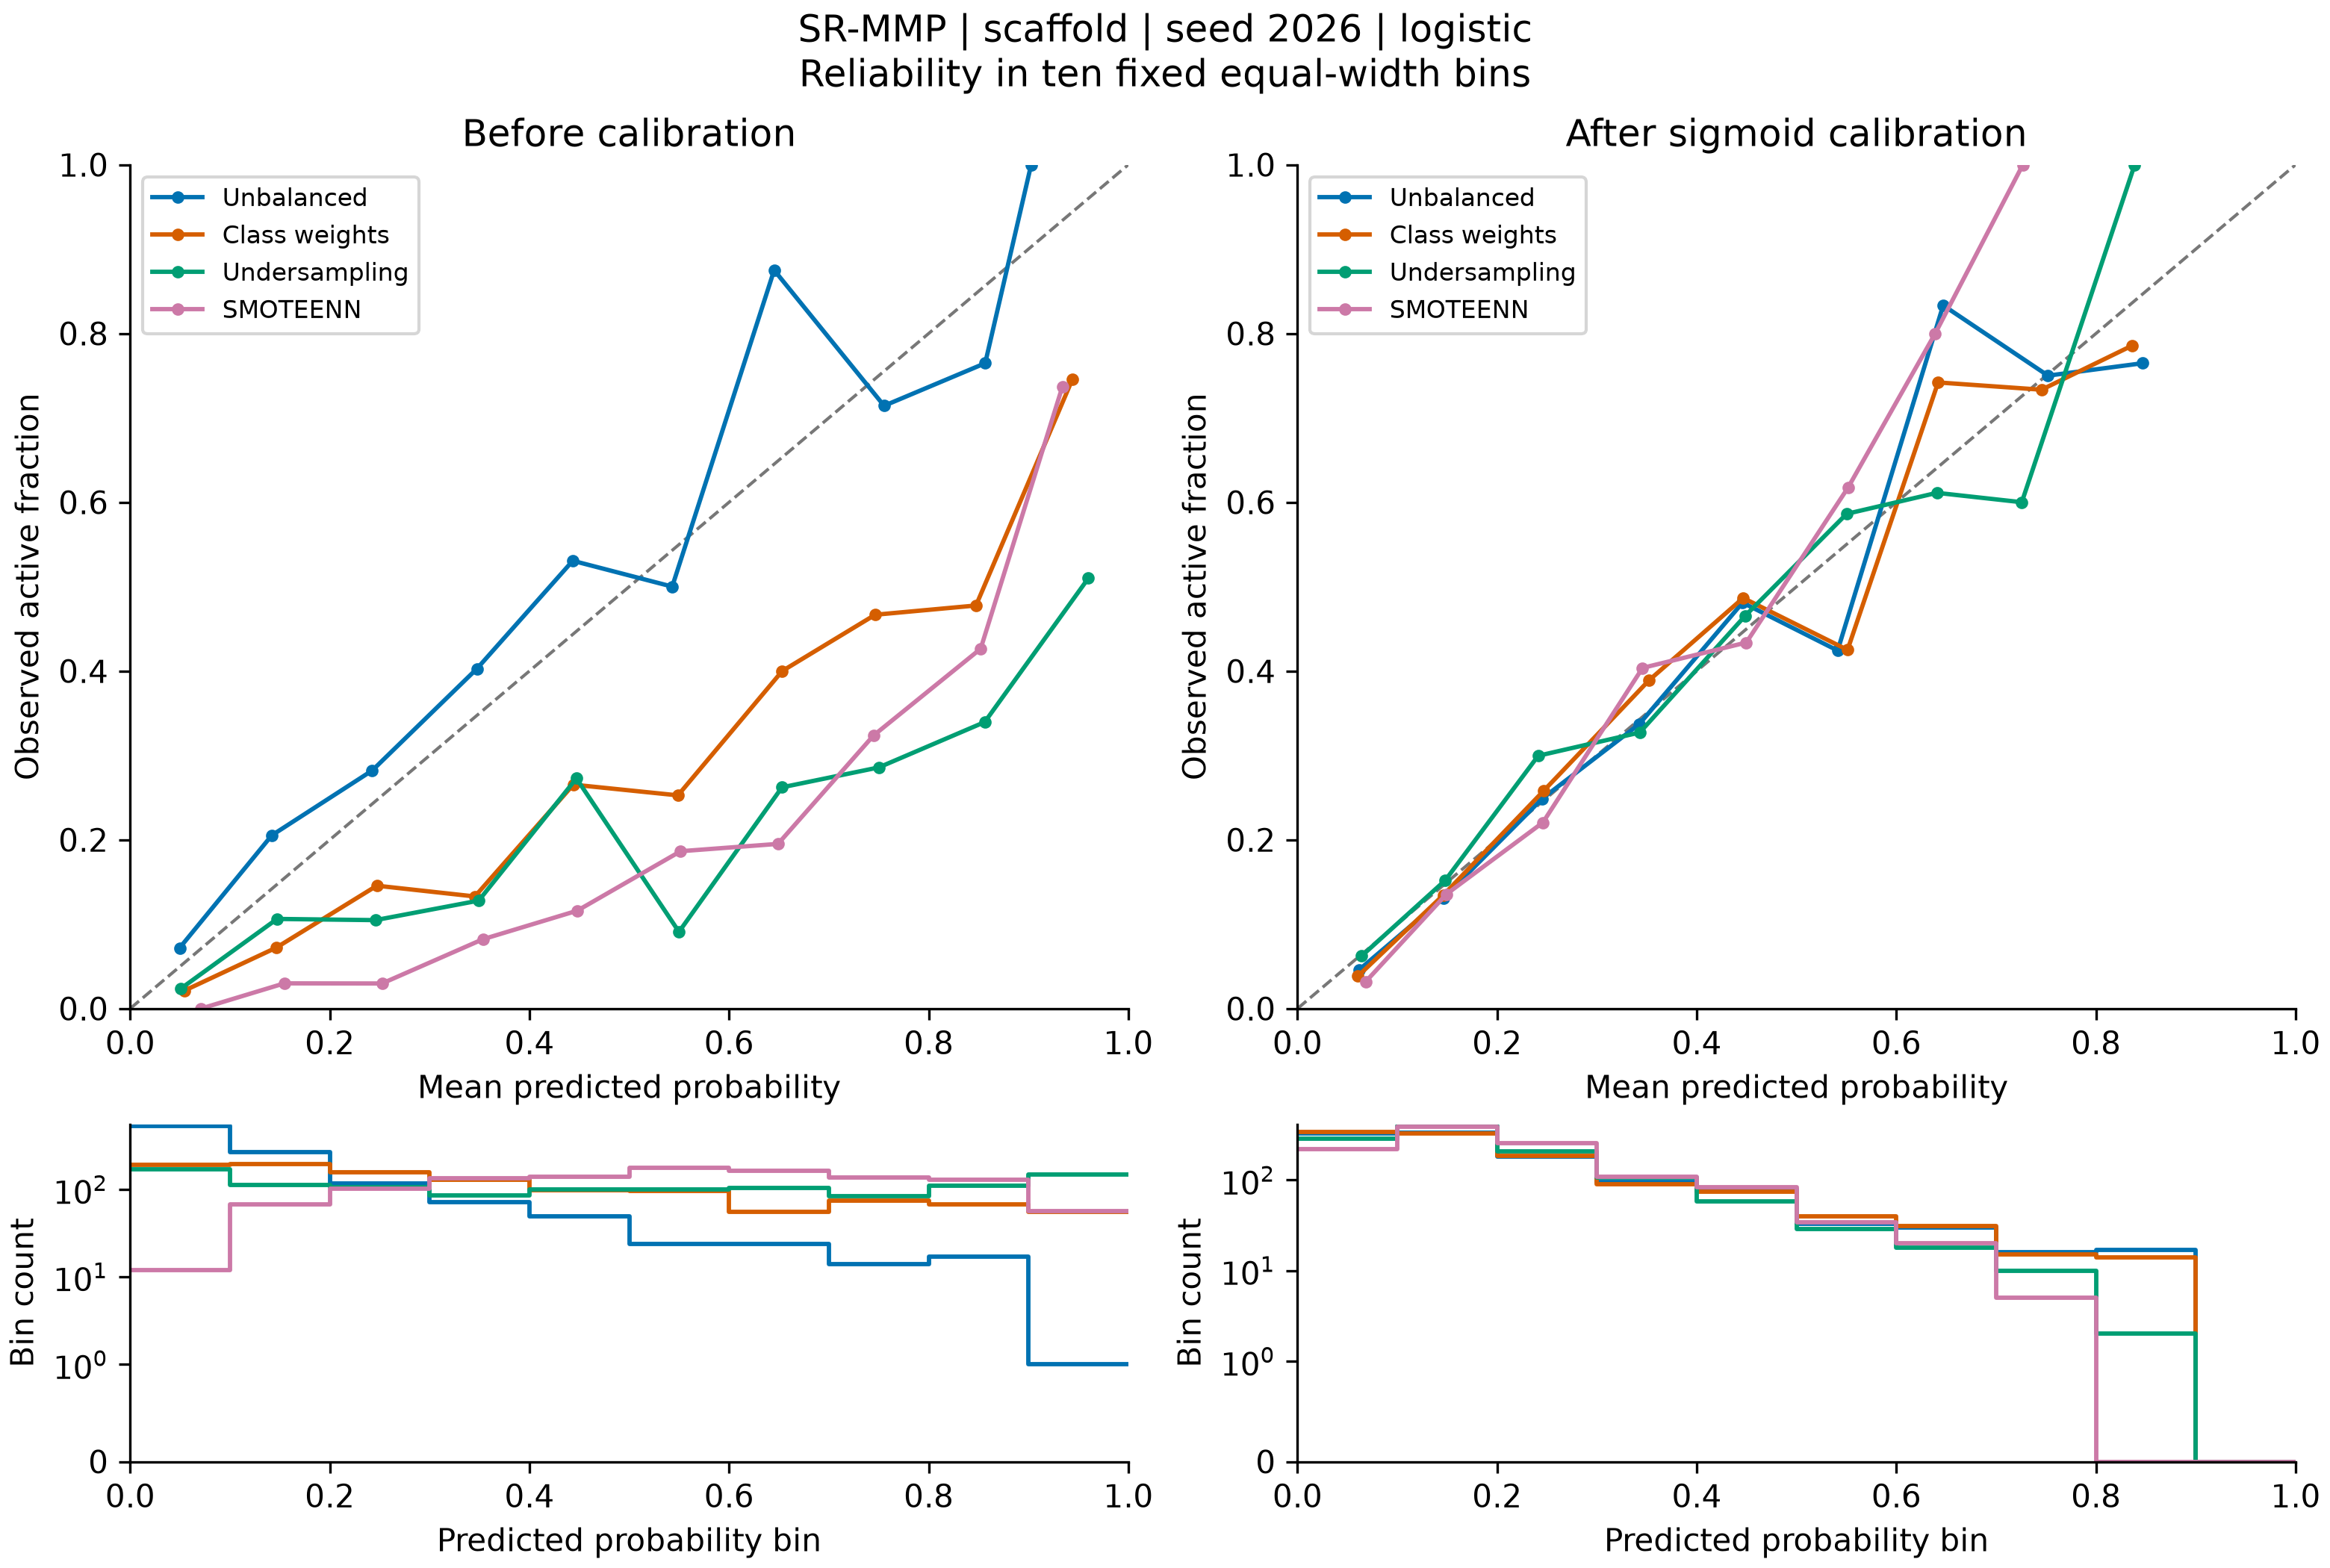 SR-MMP | scaffold | seed 2026 | logistic
Reliability in ten fixed equal-width bins
Before calibration
1.0
0.8
0.6
0.4
0.2
0.0
Observed active fraction
Unbalanced
Class weights
Undersampling
SMOTEENN
0.0 0.2 0.4 0.6 0.8 1.0
Mean predicted probability
After sigmoid calibration
1.0
0.8
0.6
0.4
0.2
0.0
Observed active fraction
Unbalanced
Class weights
Undersampling
SMOTEENN
0.0 0.2 0.4 0.6 0.8 1.0
Mean predicted probability
10²
10¹
10⁰
0
Bin count
0.0 0.2 0.4 0.6 0.8 1.0
Predicted probability bin
10²
10¹
10⁰
0
Bin count
0.0 0.2 0.4 0.6 0.8 1.0
Predicted probability bin